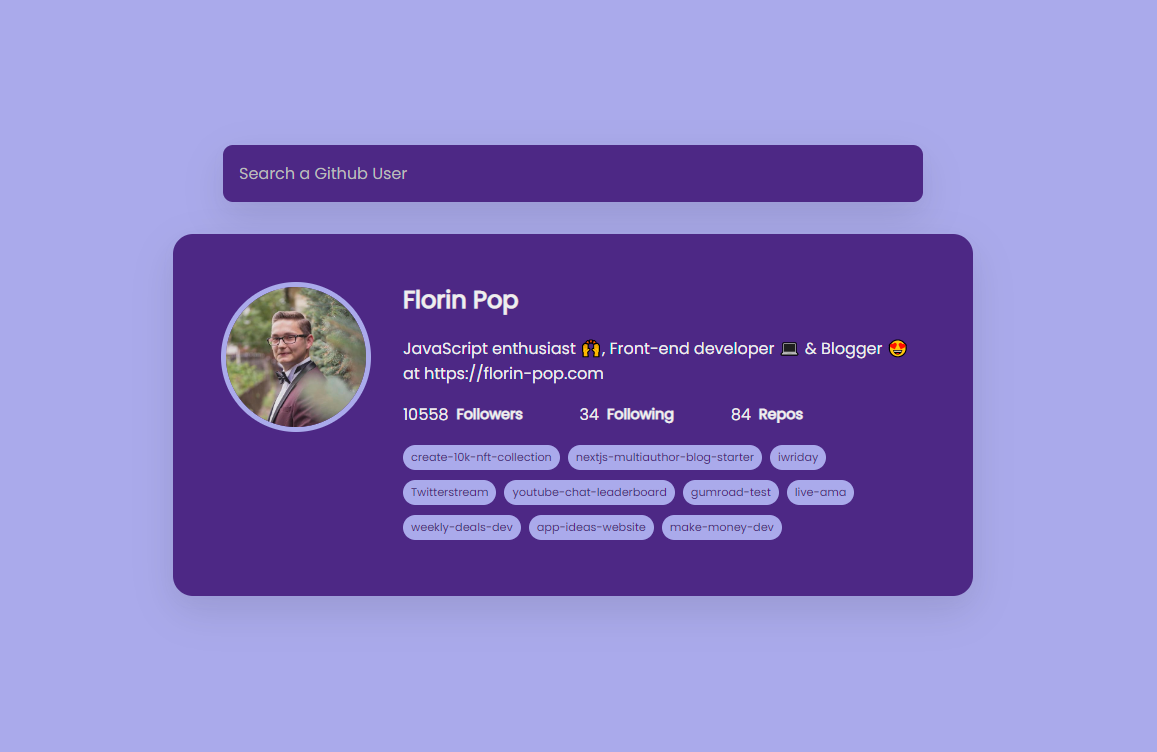 Search a Github User
Florin Pop
JavaScript enthusiast 🙌, Front-end developer 💻 & Blogger 😍
at https://florin-pop.com
10558 Followers 34 Following 84 Repos
create-10k-nft-collection nextjs-multiauthor-blog-starter iwriday
Twitterstream youtube-chat-leaderboard gumroad-test live-ama
weekly-deals-dev app-ideas-website make-money-dev